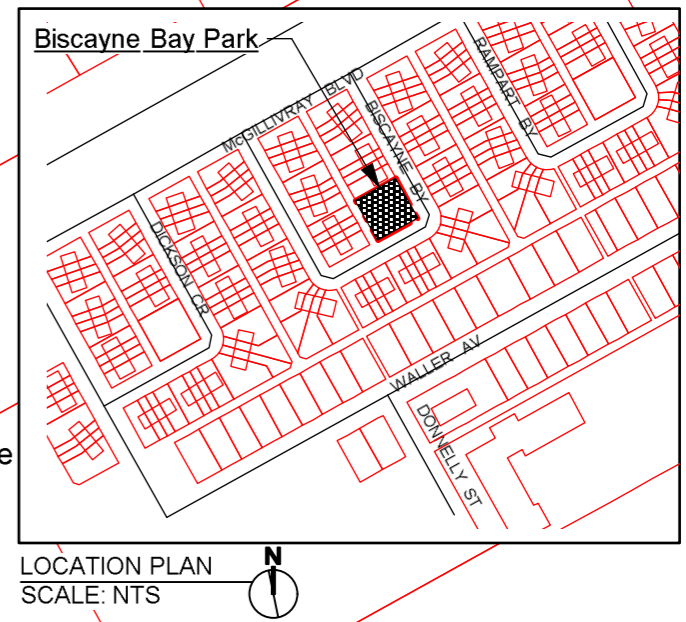 Biscayne Bay Park
McGILLIVRAY BLVD
BISCAYNE BY
RAMPART BY
DICKSON CR
WALLER AV
DONNELLY ST
e
LOCATION PLAN
SCALE: NTS
N